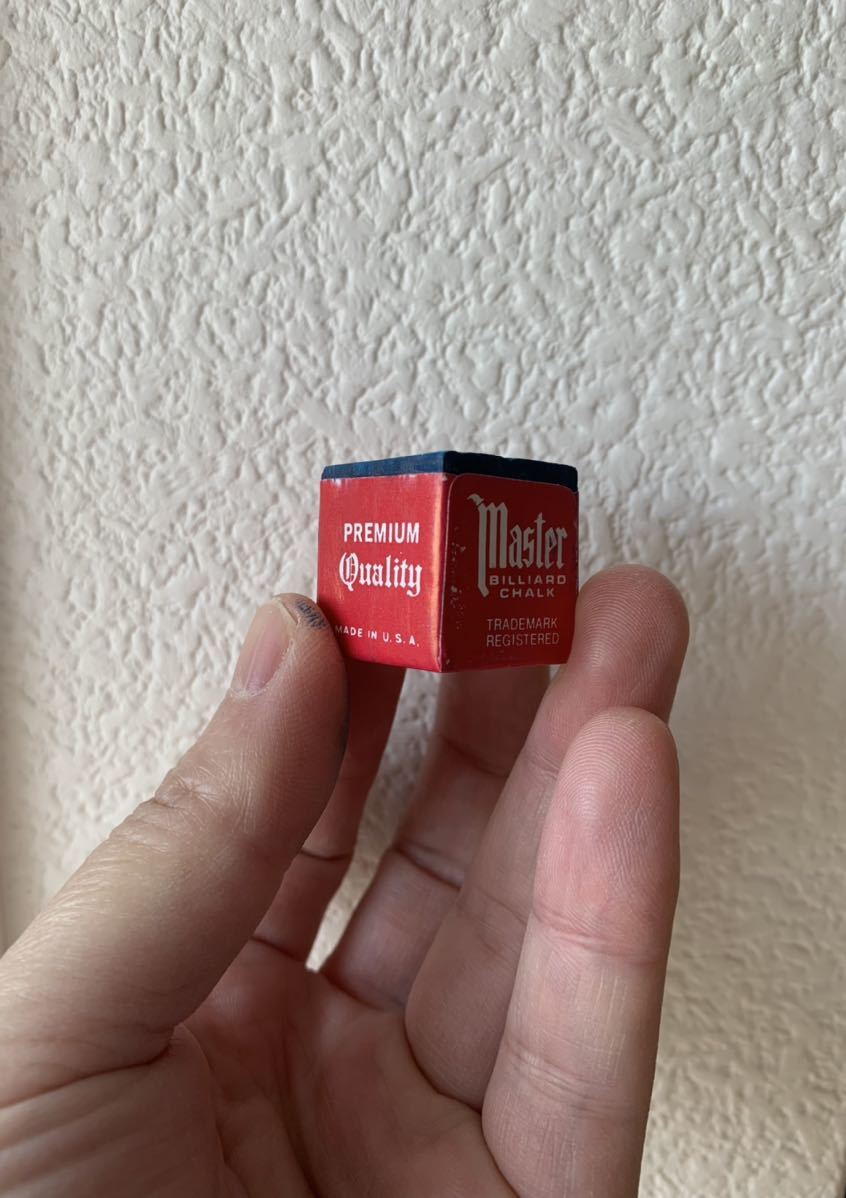 PREMIUM
Quality
MADE IN U.S.A.
Master
BILLIARD
CHALK
TRADEMARK
REGISTERED